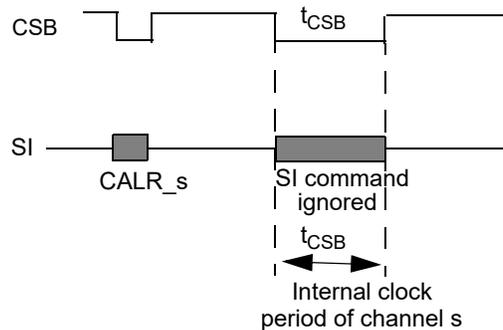 CSB
tCSB
SI
CALR_s
SI command
ignored
tCSB
Internal clock
period of channel s